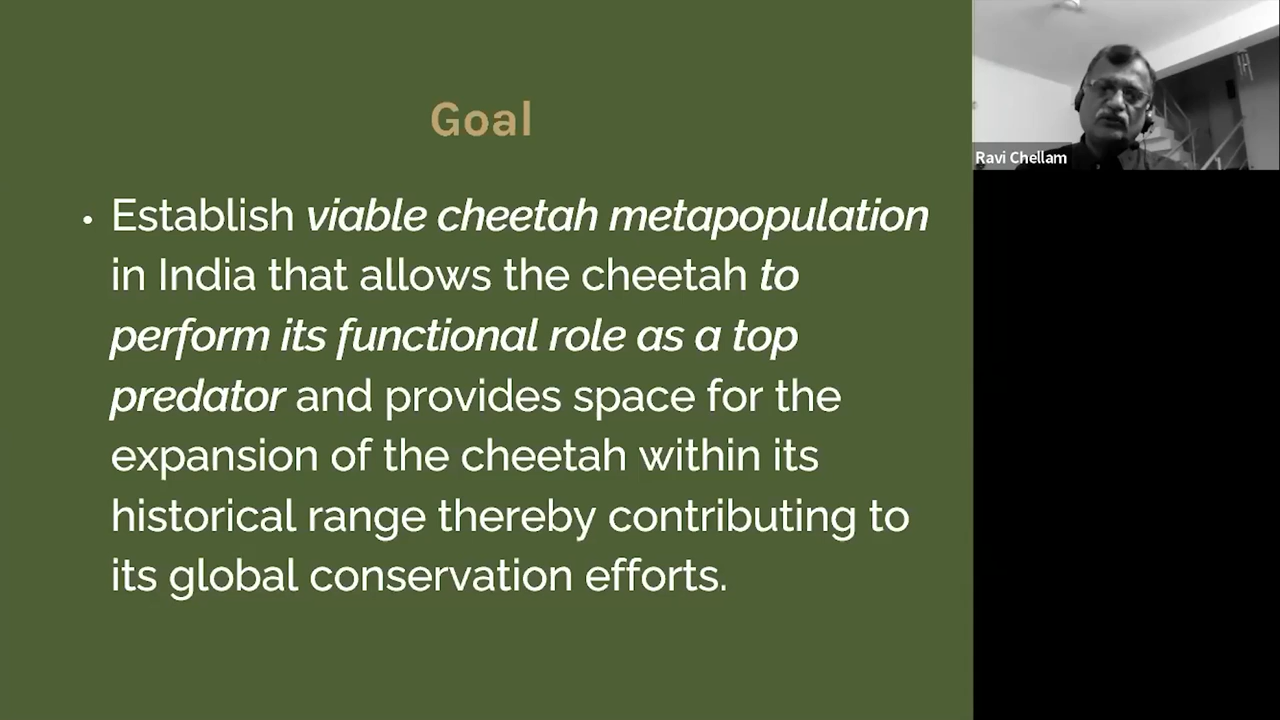 Goal
• Establish viable cheetah metapopulation
in India that allows the cheetah to
perform its functional role as a top
predator and provides space for the
expansion of the cheetah within its
historical range thereby contributing to
its global conservation efforts.
Ravi Chellam